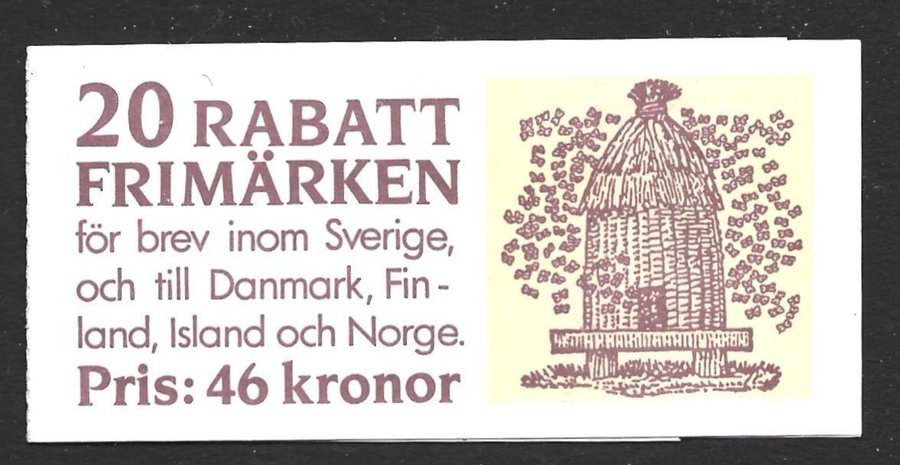 20 RABATT
FRIMÄRKEN
för brev inom Sverige,
och till Danmark, Fin-
land, Island och Norge.
Pris: 46 kronor